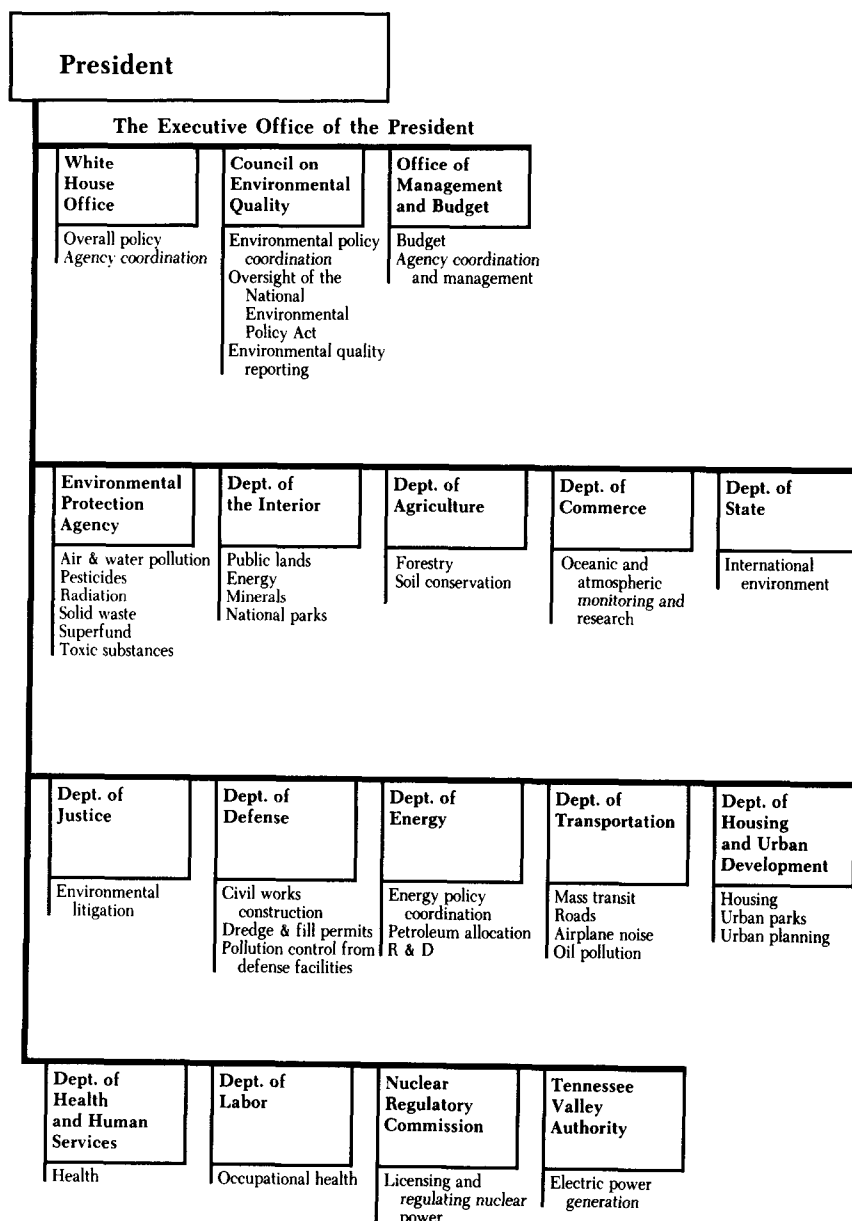 President
The Executive Office of the President
White
House
Office
Overall policy
Agency coordination
Council on
Environmental
Quality
Environmental policy
coordination
Oversight of the
National
Environmental
Policy Act
Environmental quality
reporting
Office of
Management
and Budget
Budget
Agency coordination
and management
Environmental
Protection
Agency
Air & water pollution
Pesticides
Radiation
Solid waste
Superfund
Toxic substances
Dept. of
the Interior
Public lands
Energy
Minerals
National parks
Dept. of
Agriculture
Forestry
Soil conservation
Dept. of
Commerce
Oceanic and
atmospheric
monitoring and
research
Dept. of
State
International
environment
Dept. of
Justice
Environmental
litigation
Dept. of
Defense
Civil works
construction
Dredge & fill permits
Pollution control from
defense facilities
Dept. of
Energy
Energy policy
coordination
Petroleum allocation
R & D
Dept. of
Transportation
Mass transit
Roads
Airplane noise
Oil pollution
Dept. of
Housing
and Urban
Development
Housing
Urban parks
Urban planning
Dept. of
Health
and Human
Services
Health
Dept. of
Labor
Occupational health
Nuclear
Regulatory
Commission
Licensing and
regulating nuclear
power
Tennessee
Valley
Authority
Electric power
generation